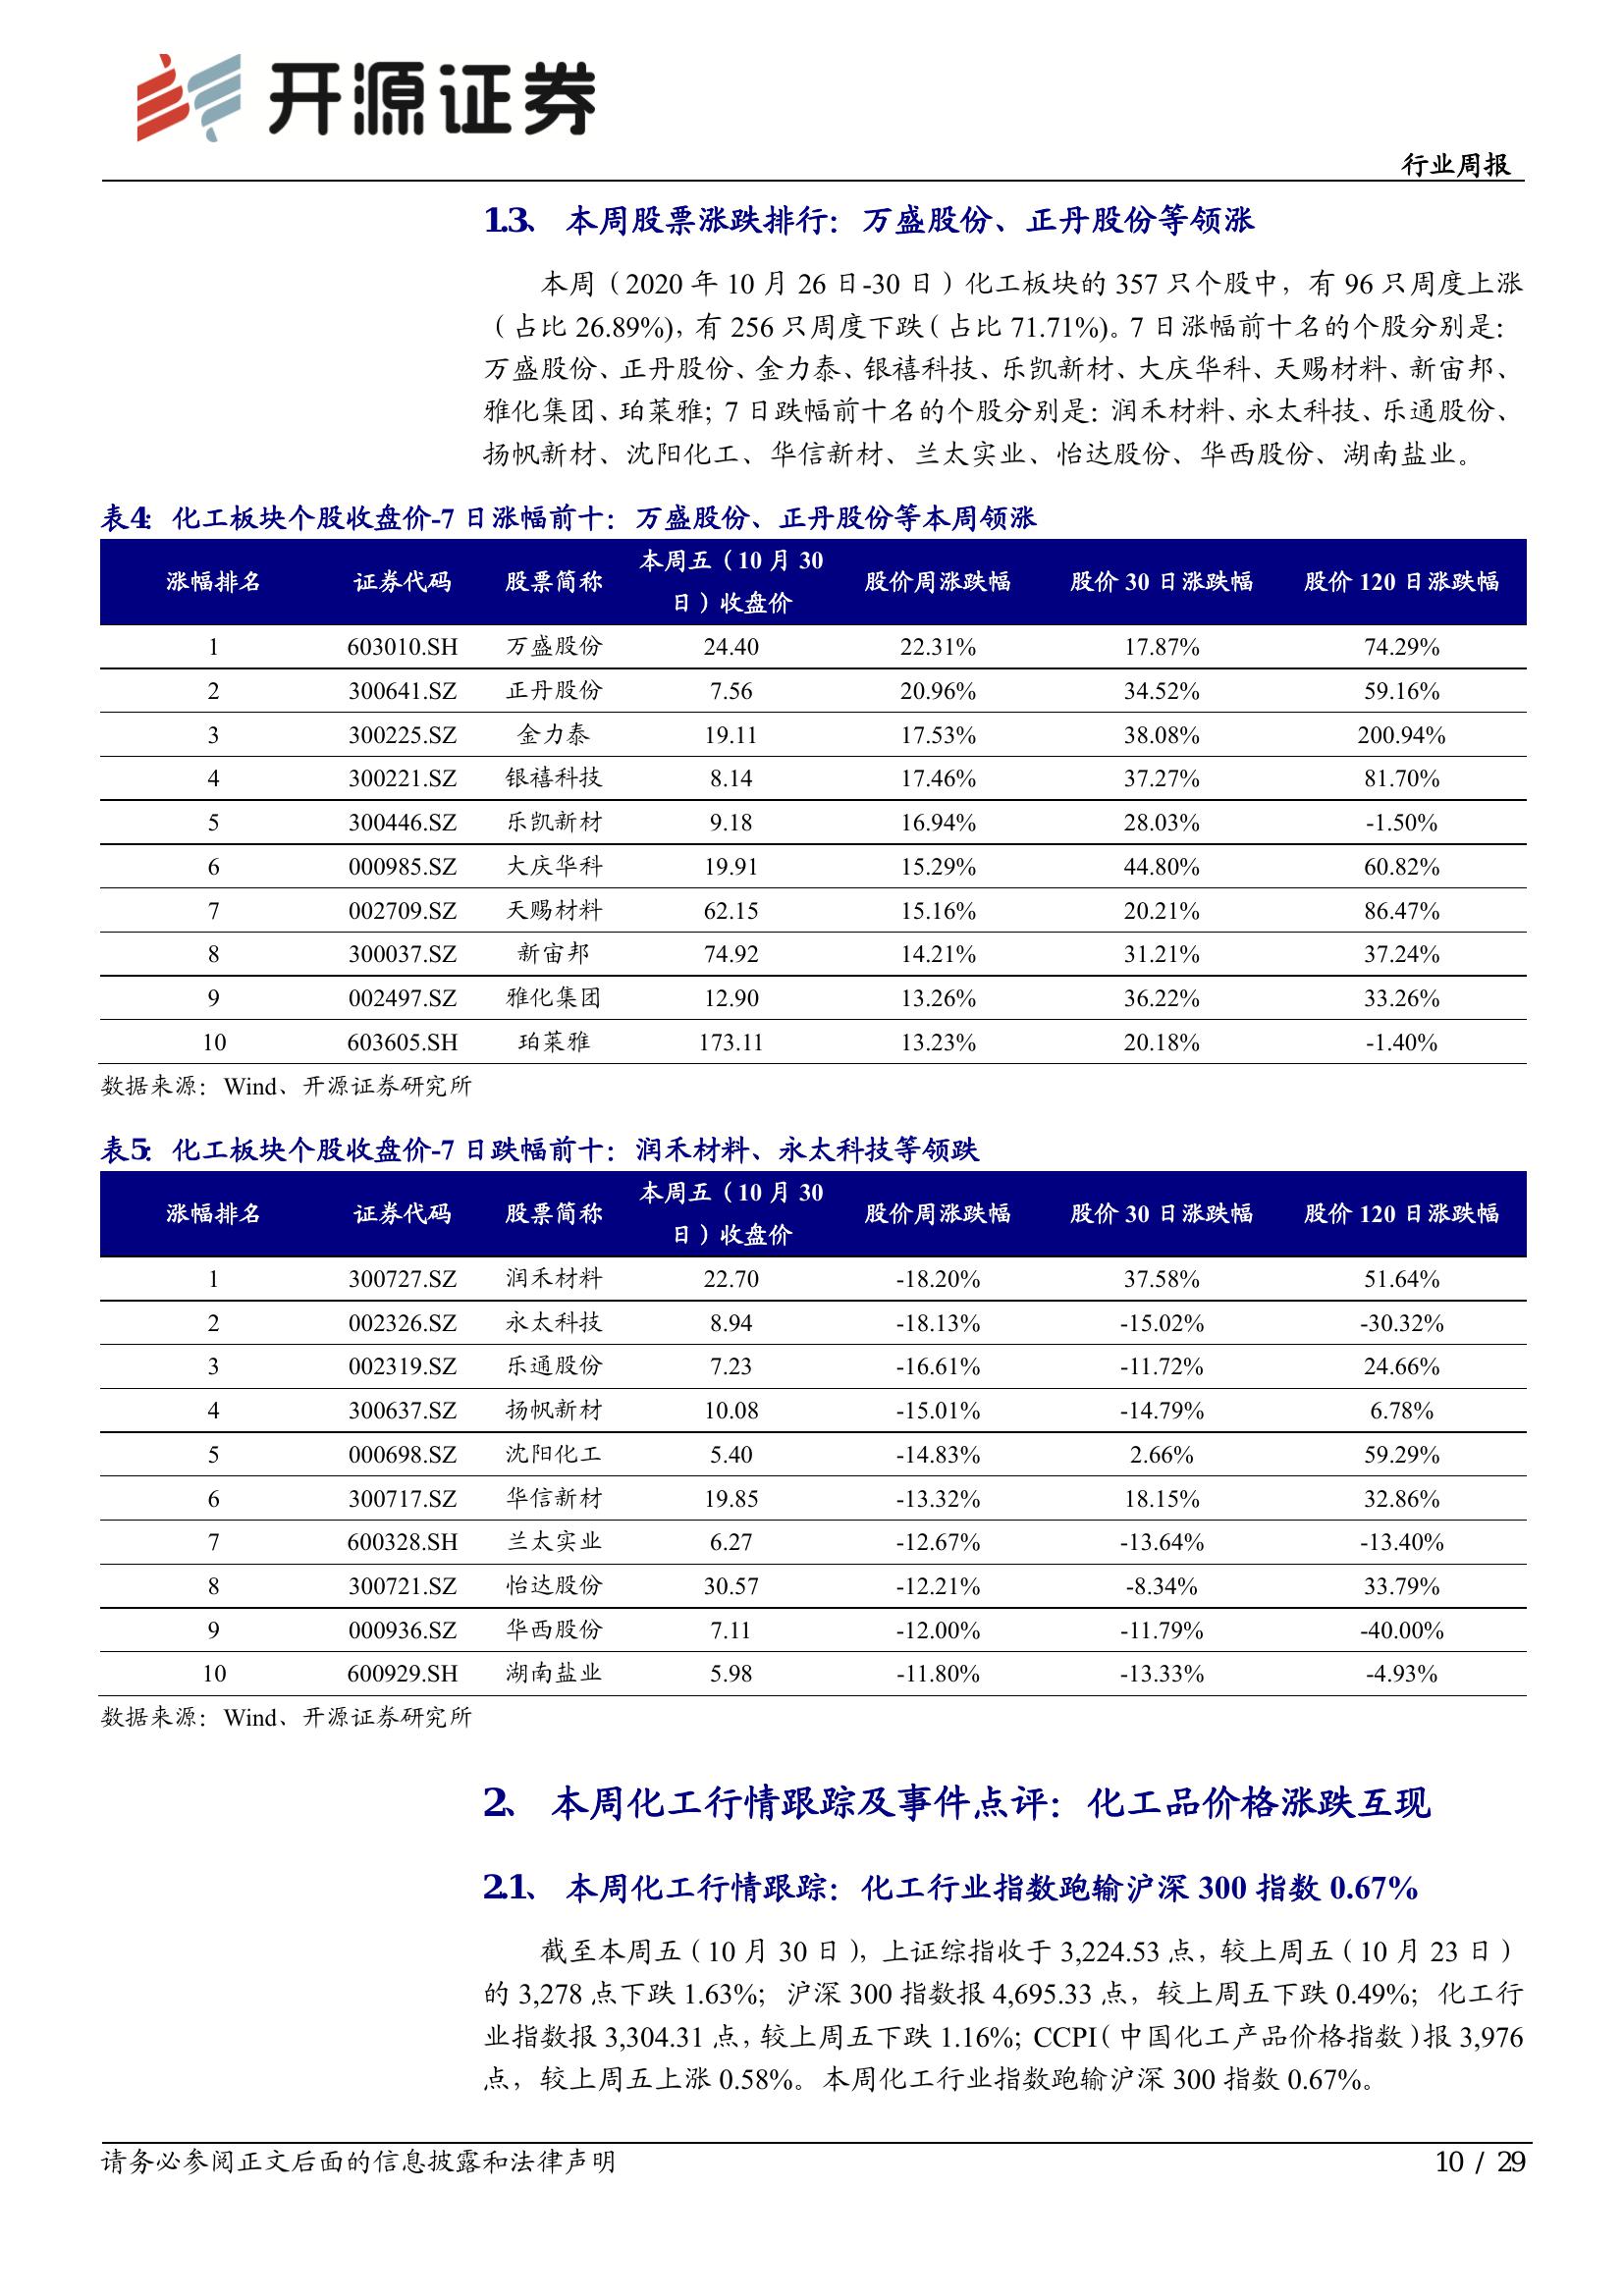 开源证券
行业周报
1.3、 本周股票涨跌排行：万盛股份、正丹股份等领涨
本周（2020 年 10 月 26 日-30 日）化工板块的 357 只个股中，有 96 只周度上涨
（占比 26.89%)，有 256 只周度下跌（占比 71.71%)。7 日涨幅前十名的个股分别是：
万盛股份、正丹股份、金力泰、银禧科技、乐凯新材、大庆华科、天赐材料、新宙邦、
雅化集团、珀莱雅；7 日跌幅前十名的个股分别是：润禾材料、永太科技、乐通股份、
扬帆新材、沈阳化工、华信新材、兰太实业、怡达股份、华西股份、湖南盐业。
表4：化工板块个股收盘价-7 日涨幅前十：万盛股份、正丹股份等本周领涨
涨幅排名 证券代码 股票简称 本周五（10 月 30 日）收盘价 股价周涨跌幅 股价 30 日涨跌幅 股价 120 日涨跌幅
1 603010.SH 万盛股份 24.40 22.31% 17.87% 74.29%
2 300641.SZ 正丹股份 7.56 20.96% 34.52% 59.16%
3 300225.SZ 金力泰 19.11 17.53% 38.08% 200.94%
4 300221.SZ 银禧科技 8.14 17.46% 37.27% 81.70%
5 300446.SZ 乐凯新材 9.18 16.94% 28.03% -1.50%
6 000985.SZ 大庆华科 19.91 15.29% 44.80% 60.82%
7 002709.SZ 天赐材料 62.15 15.16% 20.21% 86.47%
8 300037.SZ 新宙邦 74.92 14.21% 31.21% 37.24%
9 002497.SZ 雅化集团 12.90 13.26% 36.22% 33.26%
10 603605.SH 珀莱雅 173.11 13.23% 20.18% -1.40%
数据来源：Wind、开源证券研究所
表5：化工板块个股收盘价-7 日跌幅前十：润禾材料、永太科技等领跌
涨幅排名 证券代码 股票简称 本周五（10 月 30 日）收盘价 股价周涨跌幅 股价 30 日涨跌幅 股价 120 日涨跌幅
1 300727.SZ 润禾材料 22.70 -18.20% 37.58% 51.64%
2 002326.SZ 永太科技 8.94 -18.13% -15.02% -30.32%
3 002319.SZ 乐通股份 7.23 -16.61% -11.72% 24.66%
4 300637.SZ 扬帆新材 10.08 -15.01% -14.79% 6.78%
5 000698.SZ 沈阳化工 5.40 -14.83% 2.66% 59.29%
6 300717.SZ 华信新材 19.85 -13.32% 18.15% 32.86%
7 600328.SH 兰太实业 6.27 -12.67% -13.64% -13.40%
8 300721.SZ 怡达股份 30.57 -12.21% -8.34% 33.79%
9 000936.SZ 华西股份 7.11 -12.00% -11.79% -40.00%
10 600929.SH 湖南盐业 5.98 -11.80% -13.33% -4.93%
数据来源：Wind、开源证券研究所
2、 本周化工行情跟踪及事件点评：化工品价格涨跌互现
2.1、 本周化工行情跟踪：化工行业指数跑输沪深 300 指数 0.67%
截至本周五（10 月 30 日），上证综指收于 3,224.53 点，较上周五（10 月 23 日）
的 3,278 点下跌 1.63%；沪深 300 指数报 4,695.33 点，较上周五下跌 0.49%；化工行
业指数报 3,304.31 点，较上周五下跌 1.16%；CCPI（中国化工产品价格指数）报 3,976
点，较上周五上涨 0.58%。本周化工行业指数跑输沪深 300 指数 0.67%。
请务必参阅正文后面的信息披露和法律声明
10 / 29